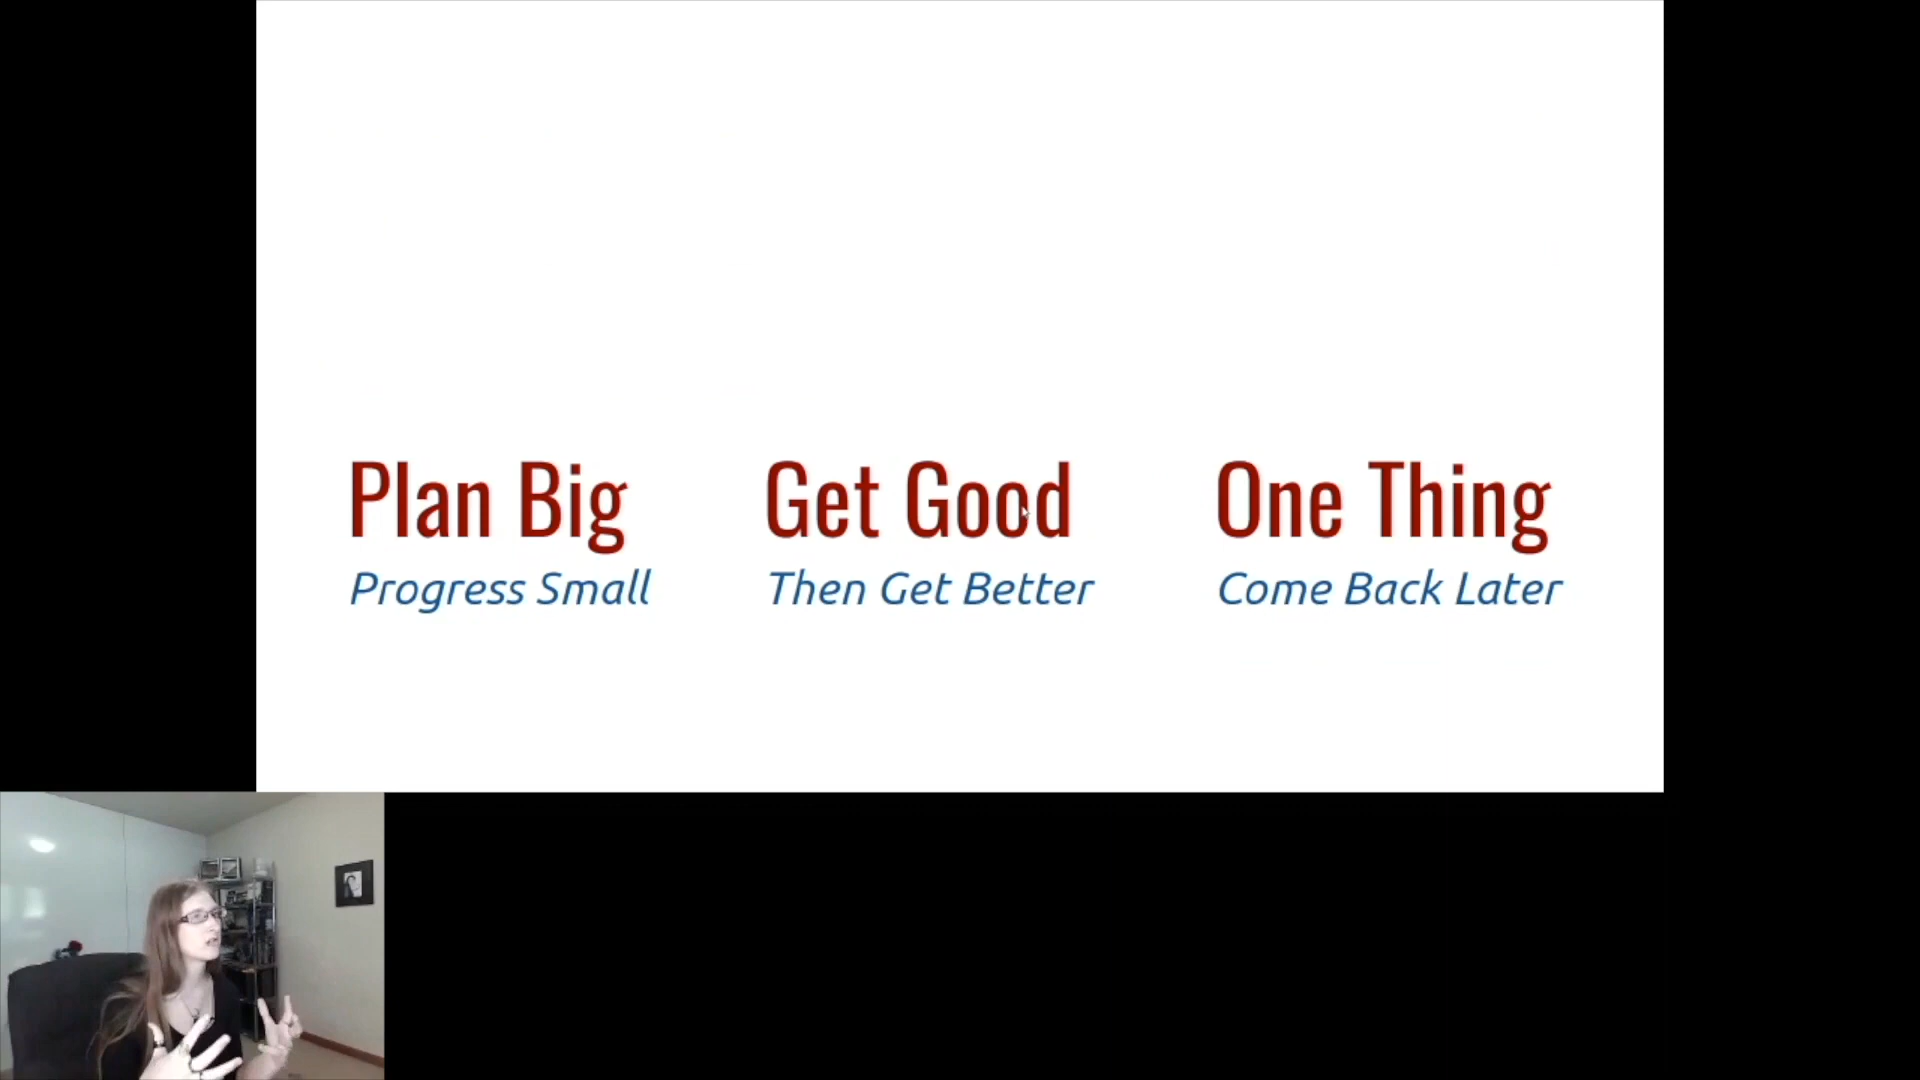 Plan Big
Progress Small
Get Good
Then Get Better
One Thing
Come Back Later